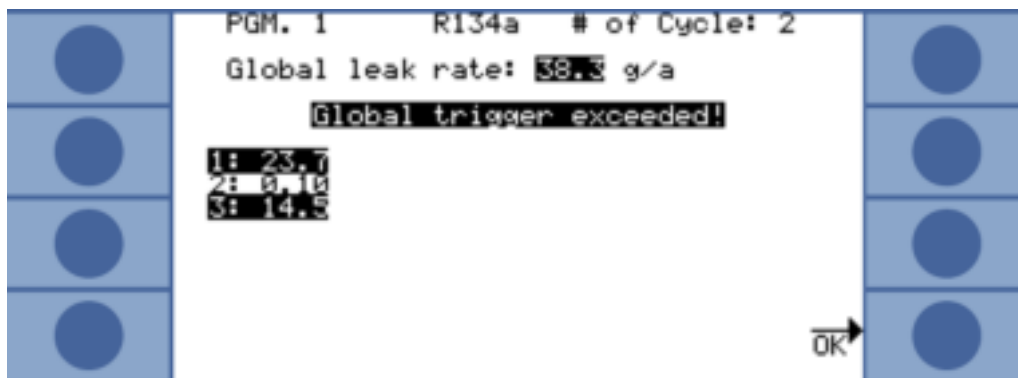 PGM. 1 R134a # of Cycle: 2
Global leak rate: 38.3 g/a
Global trigger exceeded!
1: 23.7
2: 0.10
3: 14.5
OK